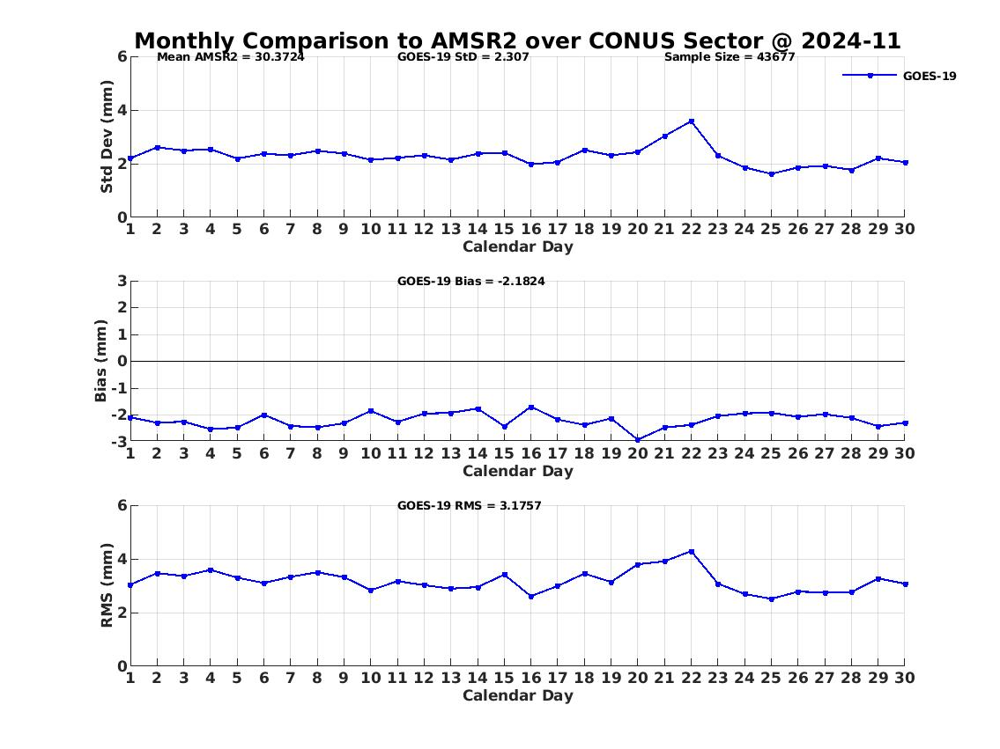 Monthly Comparison to AMSR2 over CONUS Sector @ 2024-11
Mean AMSR2 = 30.3724 GOES-19 StD = 2.307 Sample Size = 43677
GOES-19
Std Dev (mm)
6
4
2
0
1 2 3 4 5 6 7 8 9 10 11 12 13 14 15 16 17 18 19 20 21 22 23 24 25 26 27 28 29 30
Calendar Day
GOES-19 Bias = -2.1824
Bias (mm)
3
2
1
0
-1
-2
-3
1 2 3 4 5 6 7 8 9 10 11 12 13 14 15 16 17 18 19 20 21 22 23 24 25 26 27 28 29 30
Calendar Day
GOES-19 RMS = 3.1757
RMS (mm)
6
4
2
0
1 2 3 4 5 6 7 8 9 10 11 12 13 14 15 16 17 18 19 20 21 22 23 24 25 26 27 28 29 30
Calendar Day